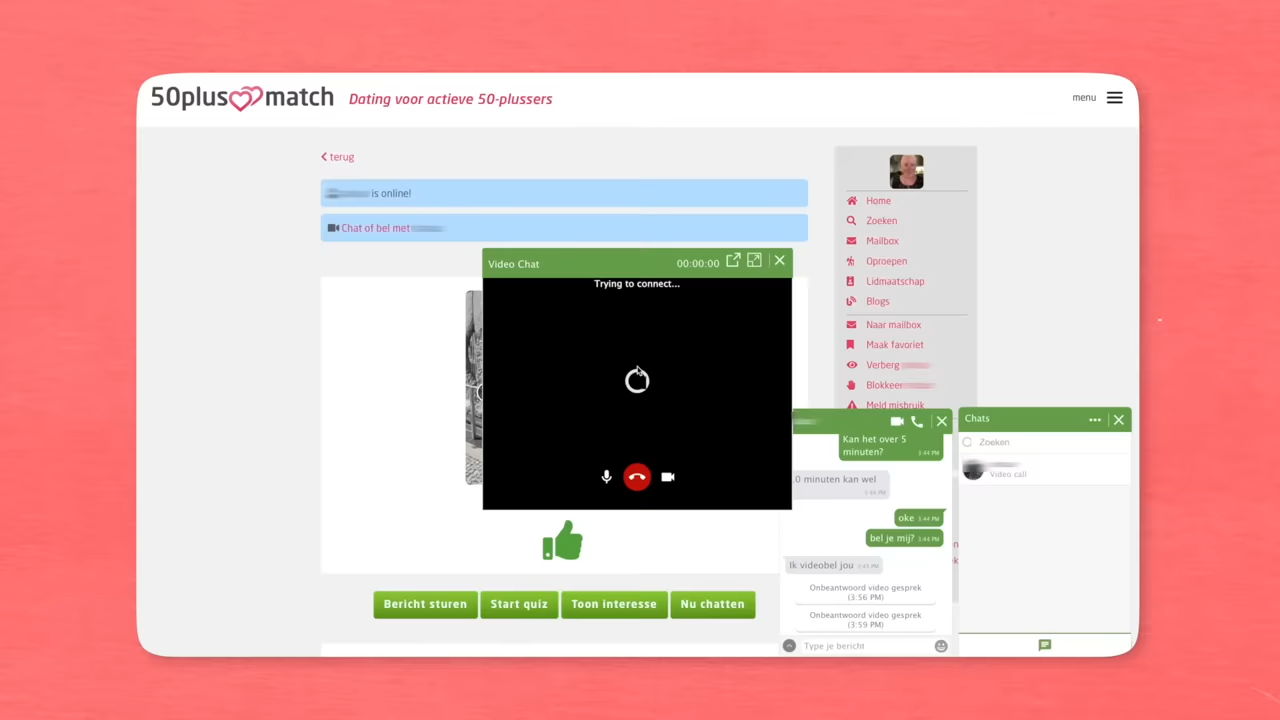 50plus match
Dating voor actieve 50-plussers
menu
terug
is online!
Chat of bel met
Video Chat
00:00:00
Trying to connect...
Home
Zoeken
Mailbox
Oproepen
Lidmaatschap
Blogs
Naar mailbox
Maak favoriet
Verberg
Blokkeer
Meld misbruik
Kan het over 5
minuten?
3:44 PM
0 minuten kan wel
3:44 PM
oke 3:44 PM
bel je mij? 3:44 PM
Ik videobel jou 3:45 PM
Onbeantwoord video gesprek
(3:56 PM)
Onbeantwoord video gesprek
(3:59 PM)
Type je bericht
Chats
Zoeken
Video call
Bericht sturen
Start quiz
Toon interesse
Nu chatten